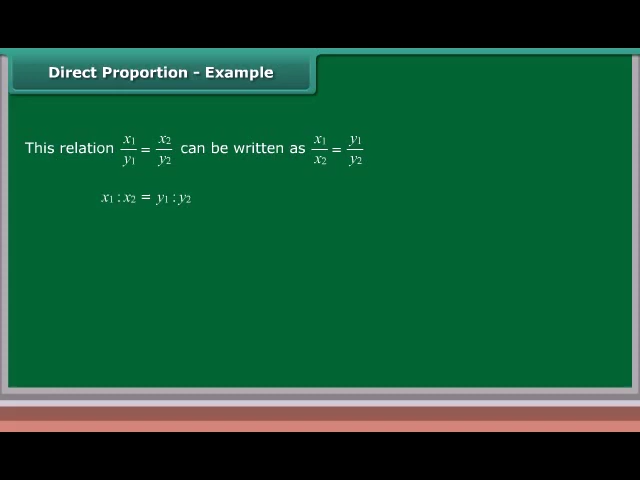 Direct Proportion - Example
This relation x₁/y₁ = x₂/y₂ can be written as x₁/x₂ = y₁/y₂
x₁ : x₂ = y₁ : y₂